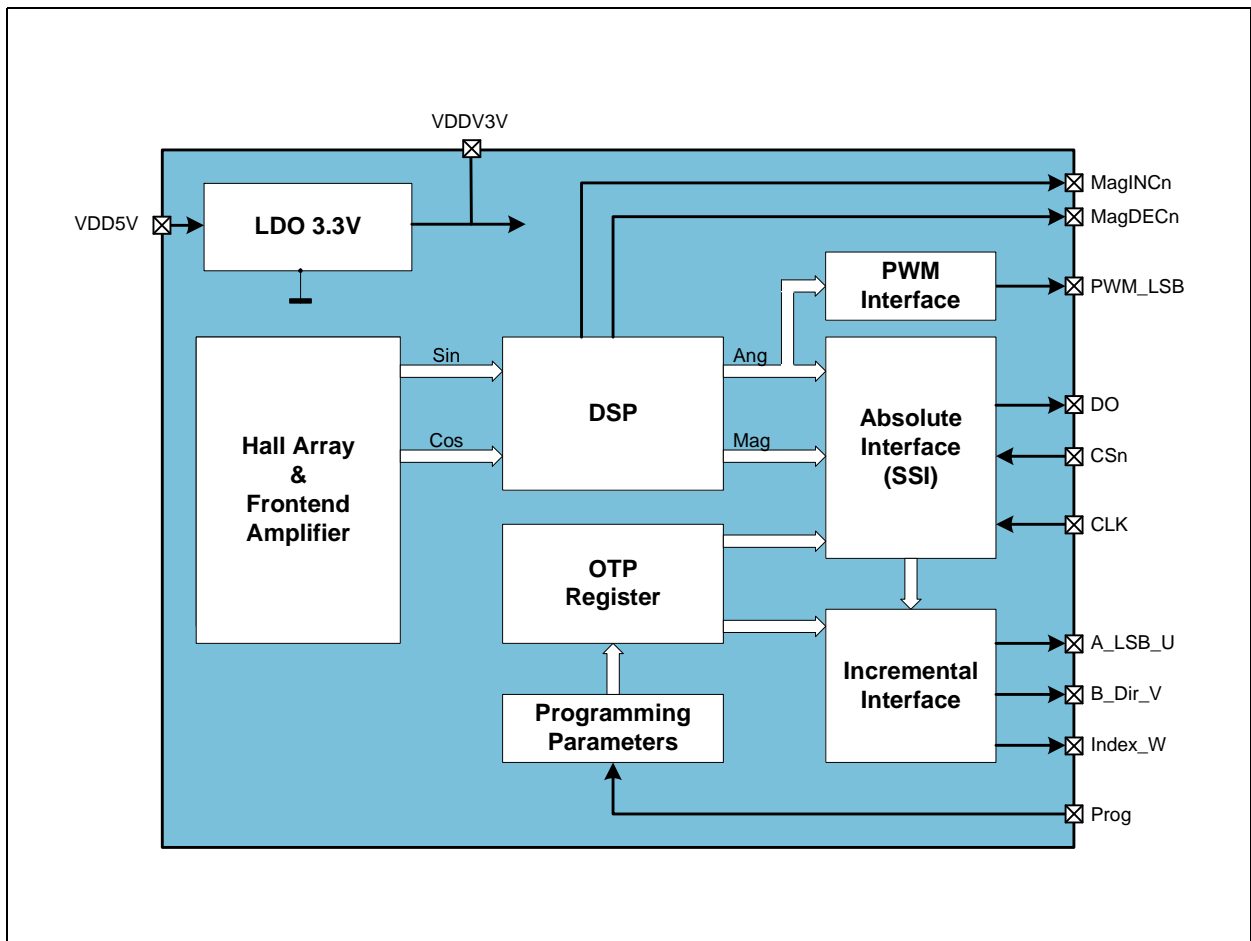 VDDV3V
VDD5V
LDO 3.3V
MagINCn
MagDECn
PWM
Interface
PWM_LSB
Hall Array
&
Frontend
Amplifier
Sin
Cos
DSP
Ang
Mag
Absolute
Interface
(SSI)
DO
CSn
CLK
OTP
Register
Programming
Parameters
Incremental
Interface
A_LSB_U
B_Dir_V
Index_W
Prog